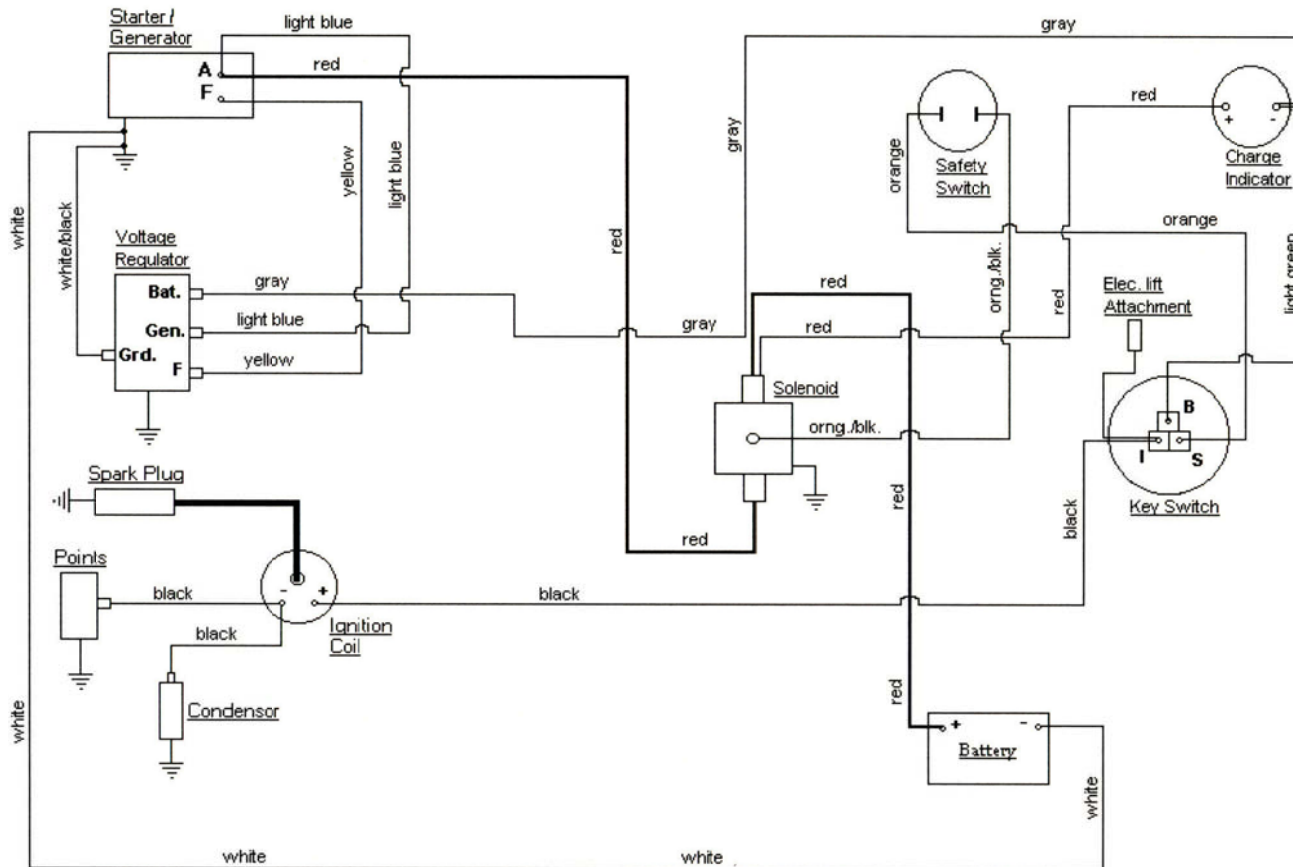 Starter /
Generator
light blue
gray
A
F
red
red
+
-
Charge
Indicator
Safety
Switch
orange
gray
yellow
light blue
white
white/black
red
orange
orng./blk.
red
light green
Voltage
Regulator
Bat.
gray
Gen.
light blue
Grd.
F
yellow
gray
red
red
Elec. lift
Attachment
Solenoid
orng./blk.
B
I
S
Key Switch
Spark Plug
red
red
black
Points
black
-
+
black
Ignition
Coil
black
Condensor
red
+
-
Battery
white
white
white
white